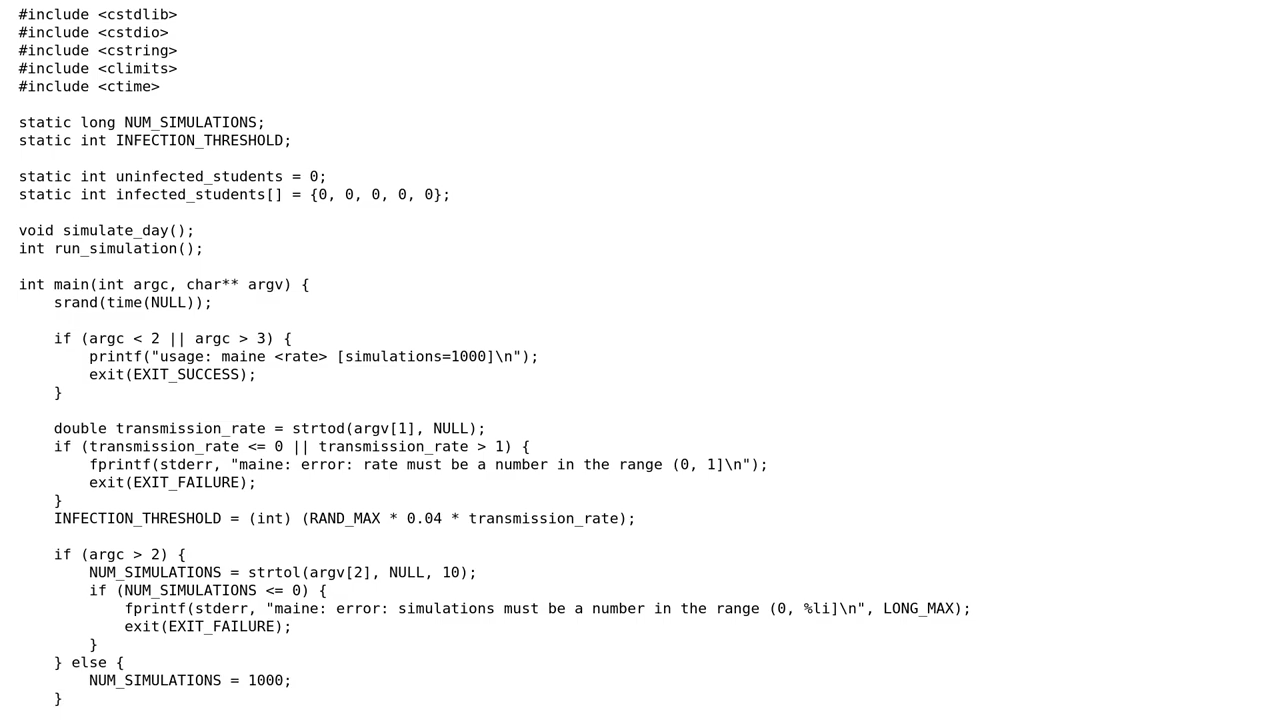 #include <cstdlib>
#include <cstdio>
#include <cstring>
#include <climits>
#include <ctime>

static long NUM_SIMULATIONS;
static int INFECTION_THRESHOLD;

static int uninfected_students = 0;
static int infected_students[] = {0, 0, 0, 0, 0};

void simulate_day();
int run_simulation();

int main(int argc, char** argv) {
    srand(time(NULL));

    if (argc < 2 || argc > 3) {
        printf("usage: maine <rate> [simulations=1000]\n");
        exit(EXIT_SUCCESS);
    }

    double transmission_rate = strtod(argv[1], NULL);
    if (transmission_rate <= 0 || transmission_rate > 1) {
        fprintf(stderr, "maine: error: rate must be a number in the range (0, 1]\n");
        exit(EXIT_FAILURE);
    }
    INFECTION_THRESHOLD = (int) (RAND_MAX * 0.04 * transmission_rate);

    if (argc > 2) {
        NUM_SIMULATIONS = strtol(argv[2], NULL, 10);
        if (NUM_SIMULATIONS <= 0) {
            fprintf(stderr, "maine: error: simulations must be a number in the range (0, %li]\n", LONG_MAX);
            exit(EXIT_FAILURE);
        }
    } else {
        NUM_SIMULATIONS = 1000;
    }